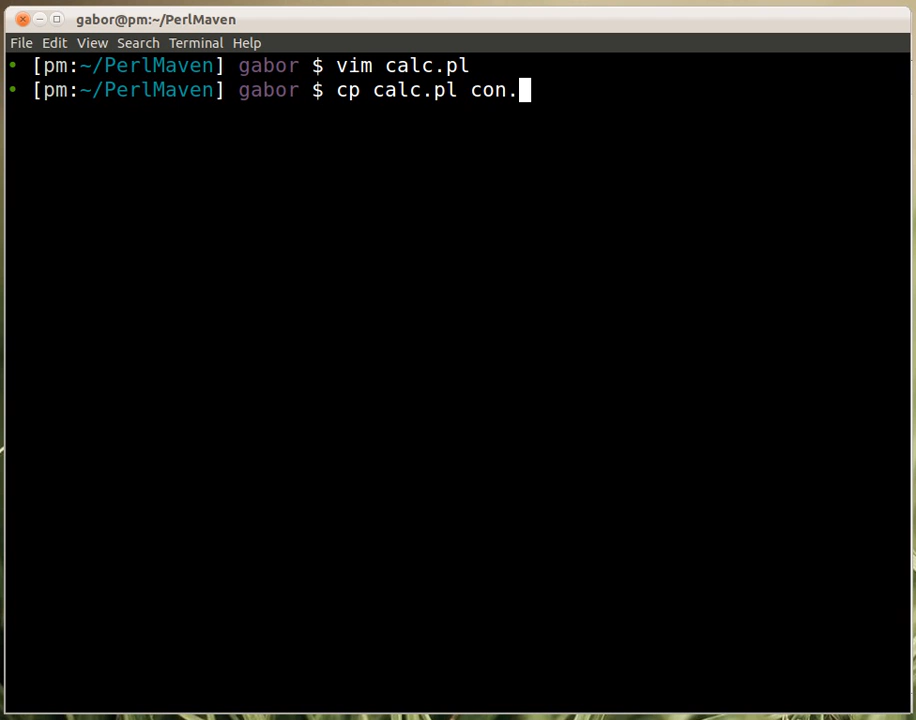 gabor@pm:~/PerlMaven
File Edit View Search Terminal Help
• [pm:~/PerlMaven] gabor $ vim calc.pl
• [pm:~/PerlMaven] gabor $ cp calc.pl con.